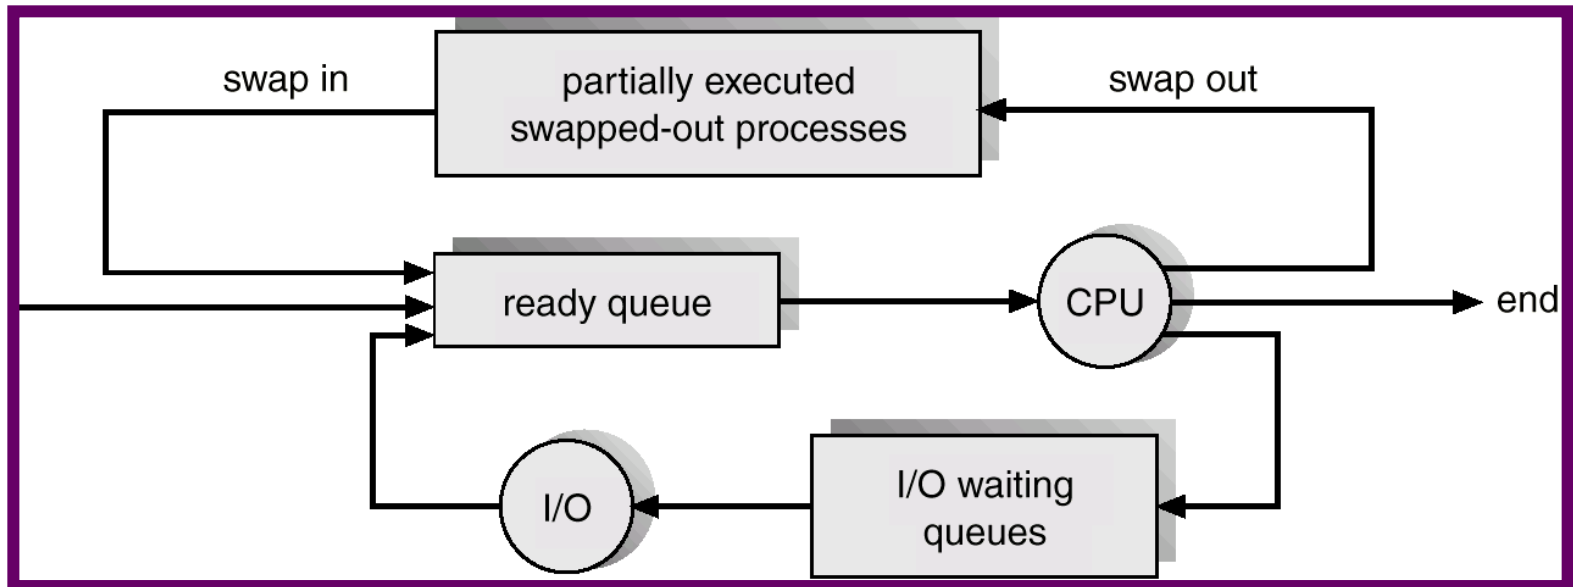 swap in
partially executed
swapped-out processes
swap out
ready queue
CPU
end
I/O
I/O waiting
queues